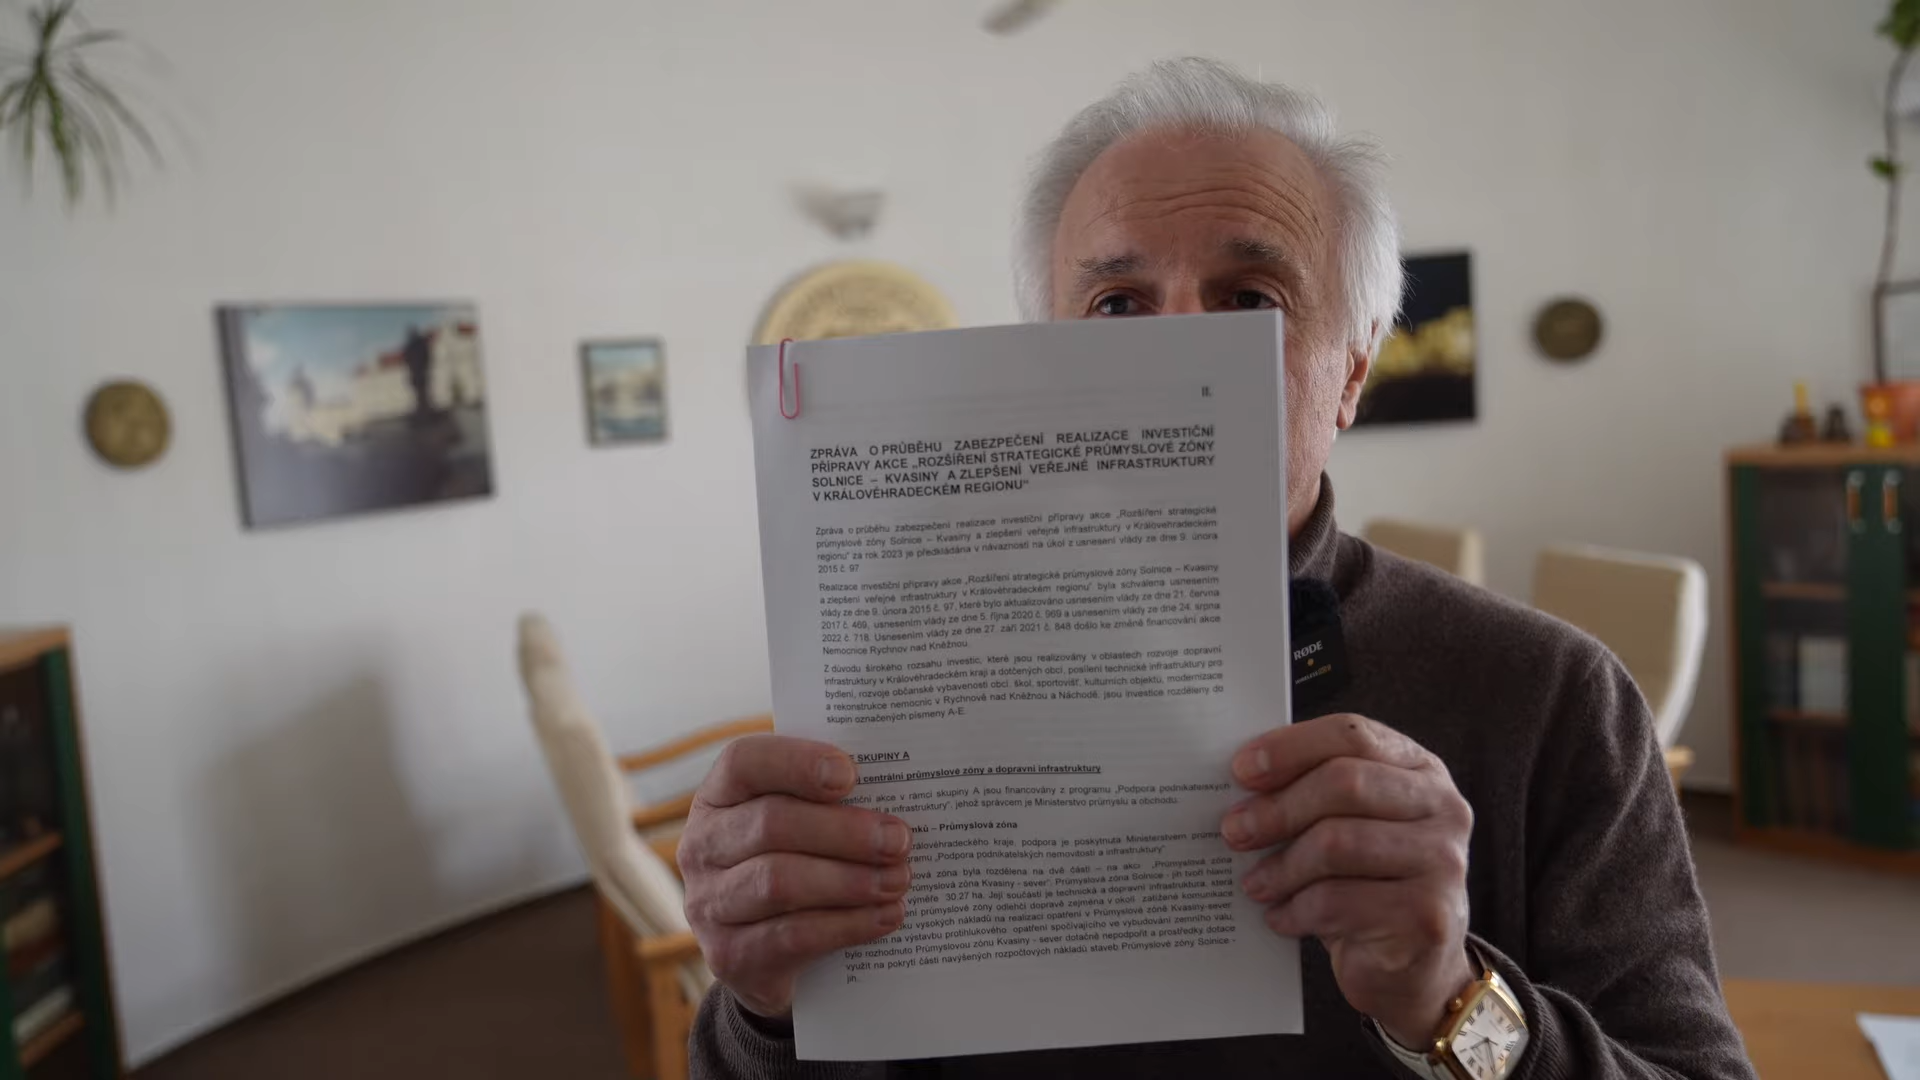 II.
ZPRÁVA O PRŮBĚHU ZABEZPEČENÍ REALIZACE INVESTIČNÍ
PŘÍPRAVY AKCE „ROZŠÍŘENÍ STRATEGICKÉ PRŮMYSLOVÉ ZÓNY
SOLNICE – KVASINY A ZLEPŠENÍ VEŘEJNÉ INFRASTRUKTURY
V KRÁLOVÉHRADECKÉM REGIONU“
Zpráva o průběhu zabezpečení realizace investiční přípravy akce „Rozšíření strategické
průmyslové zóny Solnice – Kvasiny a zlepšení veřejné infrastruktury v Královéhradeckém
regionu“ za rok 2023 je předkládána v návaznosti na úkol z usnesení vlády ze dne 9. února
2015 č. 97.
Realizace investiční přípravy akce „Rozšíření strategické průmyslové zóny Solnice – Kvasiny
a zlepšení veřejné infrastruktury v Královéhradeckém regionu“ byla schválena usnesením
vlády ze dne 9. února 2015 č. 97, které bylo aktualizováno usnesením vlády ze dne 21. června
2017 č. 469, usnesením vlády ze dne 5. října 2020 č. 969 a usnesením vlády ze dne 24. srpna
2022 č. 718. Usnesením vlády ze dne 27. září 2021 č. 848 došlo ke změně financování akce
Nemocnice Rychnov nad Kněžnou.
Z důvodu širokého rozsahu investic, které jsou realizovány v oblastech rozvoje dopravní
infrastruktury v Královéhradeckém kraji a dotčených obcí, posílení technické infrastruktury pro
bydlení, rozvoje občanské vybavenosti obcí, škol, sportovišť, kulturních objektů, modernizace
a rekonstrukce nemocnic v Rychnově nad Kněžnou a Náchodě, jsou investice rozděleny do
skupin označených písmeny A-E.
SKUPINY A
centrální průmyslové zóny a dopravní infrastruktury
akce v rámci skupiny A jsou financovány z programu „Podpora podnikatelských
a infrastruktury“, jehož správcem je Ministerstvo průmyslu a obchodu.
– Průmyslová zóna
kraje, podpora je poskytnuta Ministerstvem
„Podpora podnikatelských nemovitostí a infrastruktury“
zóna byla rozdělena na dvě části – na akci „Průmyslová zóna
Průmyslová zóna Kvasiny - sever“. Průmyslová zóna Solnice - jih tvoří hlavní
výměře 30,27 ha. Její součástí je technická a dopravní infrastruktura, která
průmyslové zóny odlehčí dopravě zejména v okolí zatížené komunikace
vysokých nákladů na realizaci opatření v Průmyslové zóně Kvasiny-sever
na výstavbu protihlukového opatření spočívajícího ve vybudování zemního valu,
bylo rozhodnuto Průmyslovou zónu Kvasiny - sever dotačně nepodpořit a prostředky dotace
využít na pokrytí části navýšených rozpočtových nákladů staveb Průmyslové zóny Solnice -
jih.
RØDE